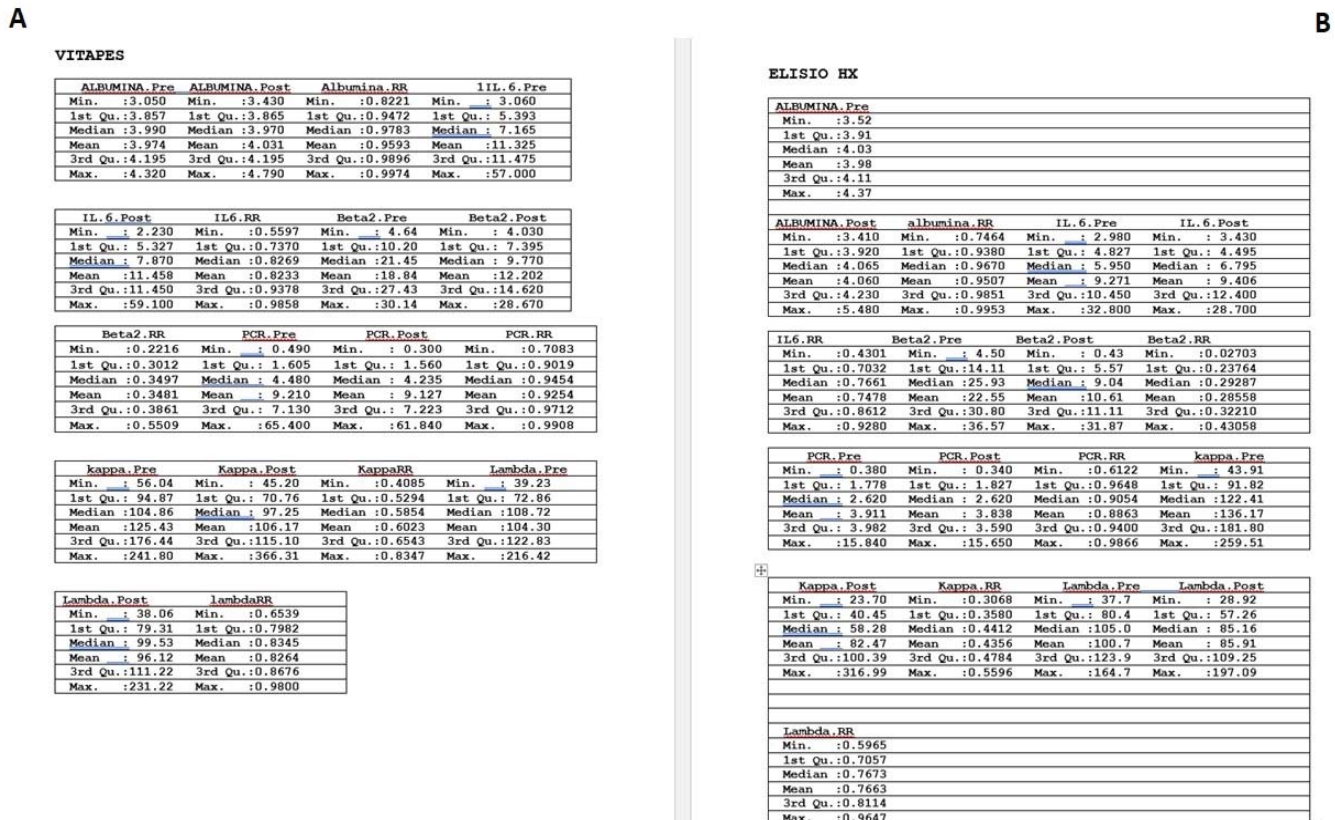 A
B
VITAPES
ALBUMINA.Pre ALBUMINA.Post Albumina.RR 1IL.6.Pre
Min. :3.050 Min. :3.430 Min. :0.8221 Min. : 3.060
1st Qu.:3.857 1st Qu.:3.865 1st Qu.:0.9472 1st Qu.: 5.393
Median :3.990 Median :3.970 Median :0.9783 Median : 7.165
Mean :3.974 Mean :4.031 Mean :0.9593 Mean :11.325
3rd Qu.:4.195 3rd Qu.:4.195 3rd Qu.:0.9896 3rd Qu.:11.475
Max. :4.320 Max. :4.790 Max. :0.9974 Max. :57.000
IL.6.Post IL6.RR Beta2.Pre Beta2.Post
Min. : 2.230 Min. :0.5597 Min. : 4.64 Min. : 4.030
1st Qu.: 5.327 1st Qu.:0.7370 1st Qu.:10.20 1st Qu.: 7.395
Median : 7.870 Median :0.8269 Median :21.45 Median : 9.770
Mean :11.458 Mean :0.8233 Mean :18.84 Mean :12.202
3rd Qu.:11.450 3rd Qu.:0.9378 3rd Qu.:27.43 3rd Qu.:14.620
Max. :59.100 Max. :0.9858 Max. :30.14 Max. :28.670
Beta2.RR PCR.Pre PCR.Post PCR.RR
Min. :0.2216 Min. : 0.490 Min. : 0.300 Min. :0.7083
1st Qu.:0.3012 1st Qu.: 1.605 1st Qu.: 1.560 1st Qu.:0.9019
Median :0.3497 Median : 4.480 Median : 4.235 Median :0.9454
Mean :0.3481 Mean : 9.210 Mean : 9.127 Mean :0.9254
3rd Qu.:0.3861 3rd Qu.: 7.130 3rd Qu.: 7.223 3rd Qu.:0.9712
Max. :0.5509 Max. :65.400 Max. :61.840 Max. :0.9908
kappa.Pre Kappa.Post KappaRR Lambda.Pre
Min. : 56.04 Min. : 45.20 Min. :0.4085 Min. : 39.23
1st Qu.: 94.87 1st Qu.: 70.76 1st Qu.:0.5294 1st Qu.: 72.86
Median :104.86 Median : 97.25 Median :0.5854 Median :108.72
Mean :125.43 Mean :106.17 Mean :0.6023 Mean :104.30
3rd Qu.:176.44 3rd Qu.:115.10 3rd Qu.:0.6543 3rd Qu.:122.83
Max. :241.80 Max. :366.31 Max. :0.8347 Max. :216.42
Lambda.Post lambdaRR
Min. : 38.06 Min. :0.6539
1st Qu.: 79.31 1st Qu.:0.7982
Median : 99.53 Median :0.8345
Mean : 96.12 Mean :0.8264
3rd Qu.:111.22 3rd Qu.:0.8676
Max. :231.22 Max. :0.9800
ELISIO HX
ALBUMINA.Pre
Min. :3.52
1st Qu.:3.91
Median :4.03
Mean :3.98
3rd Qu.:4.11
Max. :4.37
ALBUMINA.Post albumina.RR IL.6.Pre IL.6.Post
Min. :3.410 Min. :0.7464 Min. : 2.980 Min. : 3.430
1st Qu.:3.920 1st Qu.:0.9380 1st Qu.: 4.827 1st Qu.: 4.495
Median :4.065 Median :0.9670 Median : 5.950 Median : 6.795
Mean :4.060 Mean :0.9507 Mean : 9.271 Mean : 9.406
3rd Qu.:4.230 3rd Qu.:0.9851 3rd Qu.:10.450 3rd Qu.:12.400
Max. :5.480 Max. :0.9953 Max. :32.800 Max. :28.700
IL6.RR Beta2.Pre Beta2.Post Beta2.RR
Min. :0.4301 Min. : 4.50 Min. : 0.43 Min. :0.02703
1st Qu.:0.7032 1st Qu.:14.11 1st Qu.: 5.57 1st Qu.:0.23764
Median :0.7661 Median :25.93 Median : 9.04 Median :0.29287
Mean :0.7478 Mean :22.55 Mean :10.61 Mean :0.28558
3rd Qu.:0.8612 3rd Qu.:30.80 3rd Qu.:11.11 3rd Qu.:0.32210
Max. :0.9280 Max. :36.57 Max. :31.87 Max. :0.43058
PCR.Pre PCR.Post PCR.RR kappa.Pre
Min. : 0.380 Min. : 0.340 Min. :0.6122 Min. : 43.91
1st Qu.: 1.778 1st Qu.: 1.827 1st Qu.:0.9648 1st Qu.: 91.82
Median : 2.620 Median : 2.620 Median :0.9054 Median :122.41
Mean : 3.911 Mean : 3.838 Mean :0.8863 Mean :136.17
3rd Qu.: 3.982 3rd Qu.: 3.590 3rd Qu.:0.9400 3rd Qu.:181.80
Max. :15.840 Max. :15.650 Max. :0.9866 Max. :259.51
Kappa.Post Kappa.RR Lambda.Pre Lambda.Post
Min. : 23.70 Min. :0.3068 Min. : 37.7 Min. : 28.92
1st Qu.: 40.45 1st Qu.:0.3580 1st Qu.: 80.4 1st Qu.: 57.26
Median : 58.28 Median :0.4412 Median :105.0 Median : 85.16
Mean : 82.47 Mean :0.4356 Mean :100.7 Mean : 85.91
3rd Qu.:100.39 3rd Qu.:0.4784 3rd Qu.:123.9 3rd Qu.:109.25
Max. :316.99 Max. :0.5596 Max. :164.7 Max. :197.09
Lambda.RR
Min. :0.5965
1st Qu.:0.7057
Median :0.7673
Mean :0.7663
3rd Qu.:0.8114
Max. :0.9647